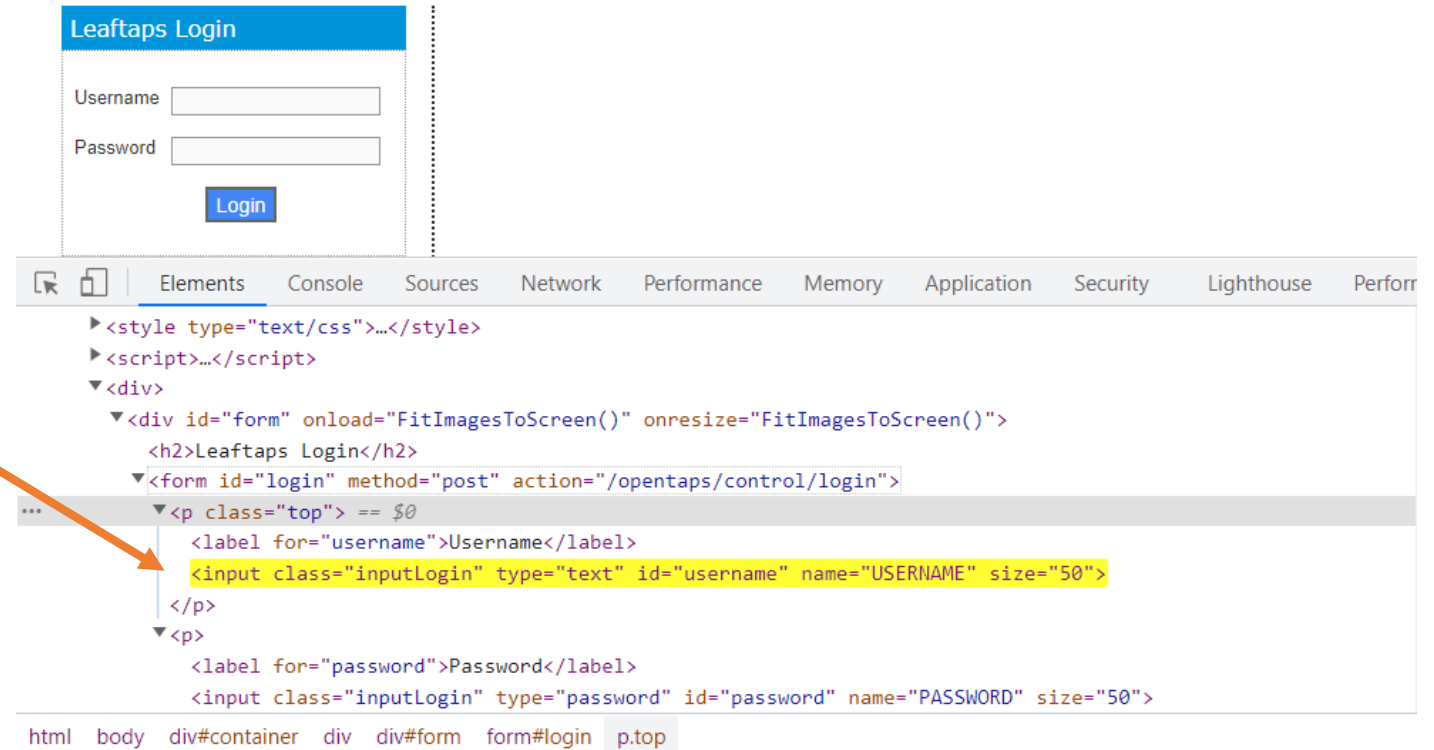 Leaftaps Login
Username
Password
Login
Elements Console Sources Network Performance Memory Application Security Lighthouse Perforr
<style type="text/css">…</style>
<script>…</script>
<div>
<div id="form" onload="FitImagesToScreen()" onresize="FitImagesToScreen()">
<h2>Leaftaps Login</h2>
<form id="login" method="post" action="/opentaps/control/login">
... <p class="top"> == $0
<label for="username">Username</label>
<input class="inputLogin" type="text" id="username" name="USERNAME" size="50">
</p>
<p>
<label for="password">Password</label>
<input class="inputLogin" type="password" id="password" name="PASSWORD" size="50">
html body div#container div div#form form#login p.top